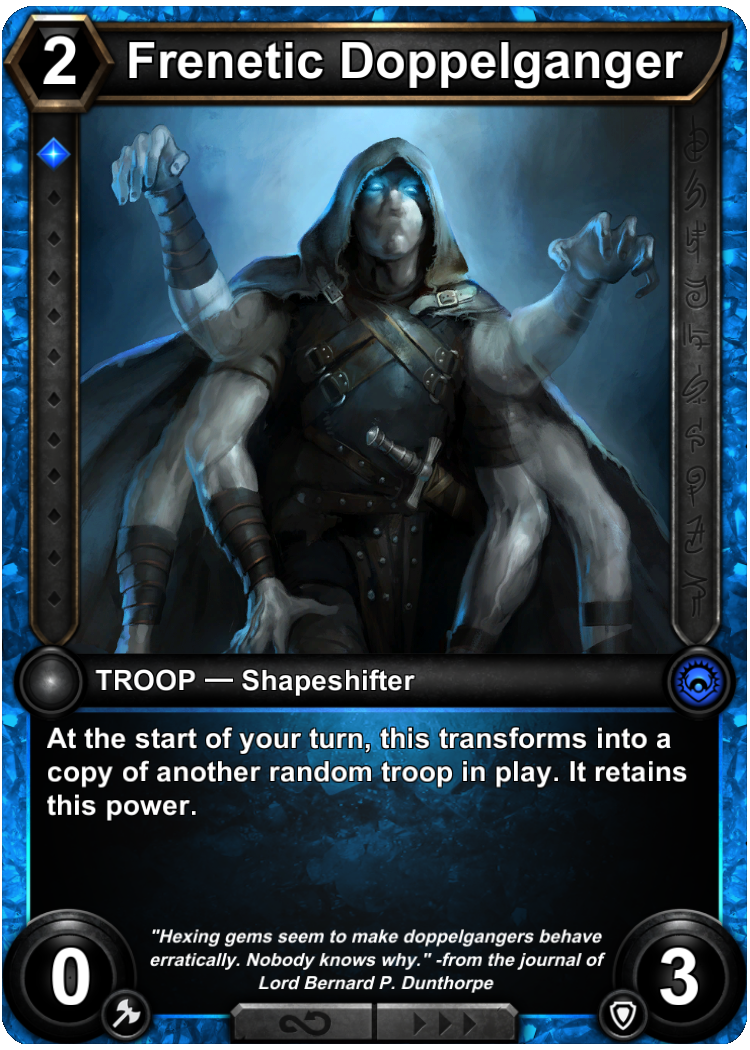 2
Frenetic Doppelganger
TROOP — Shapeshifter
At the start of your turn, this transforms into a
copy of another random troop in play. It retains
this power.
"Hexing gems seem to make doppelgangers behave
erratically. Nobody knows why." -from the journal of
Lord Bernard P. Dunthorpe
0
3